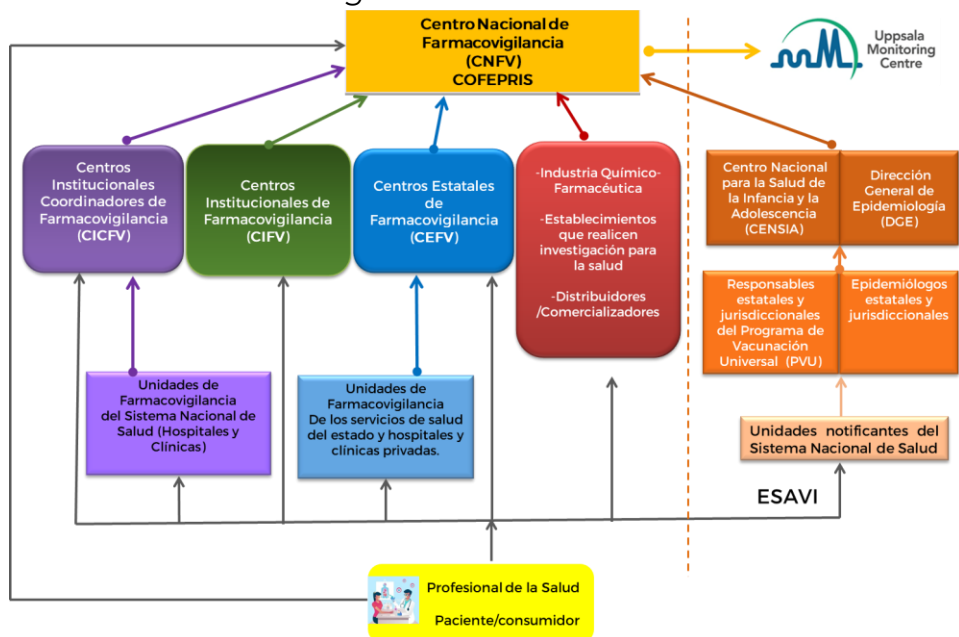 Centro Nacional de
Farmacovigilancia
(CNFV)
COFEPRIS
Uppsala
Monitoring
Centre
Centros
Institucionales
Coordinadores de
Farmacovigilancia
(CICFV)
Centros
Institucionales de
Farmacovigilancia
(CIFV)
Centros Estatales
de
Farmacovigilancia
(CEFV)
-Industria Químico-
Farmacéutica
-Establecimientos
que realicen
investigación para
la salud
-Distribuidores
/Comercializadores
Centro Nacional
para la Salud de
la Infancia y la
Adolescencia
(CENSIA)
Dirección
General de
Epidemiología
(DGE)
Responsables
estatales y
jurisdiccionales
del Programa de
Vacunación
Universal (PVU)
Epidemiólogos
estatales y
jurisdiccionales
Unidades de
Farmacovigilancia
del Sistema Nacional de
Salud (Hospitales y
Clínicas)
Unidades de
Farmacovigilancia
De los servicios de salud
del estado y hospitales y
clínicas privadas.
Unidades notificantes del
Sistema Nacional de Salud
ESAVI
Profesional de la Salud
Paciente/consumidor